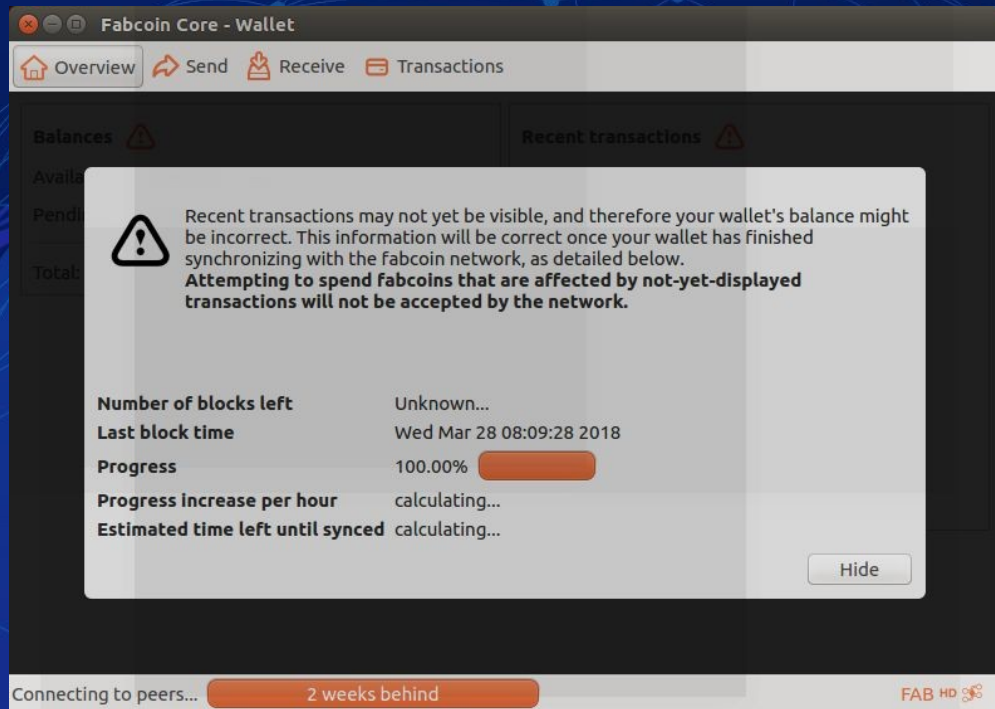 Fabcoin Core - Wallet
Overview Send Receive Transactions
Balances Recent transactions
Availa
Pendi
Total:
Recent transactions may not yet be visible, and therefore your wallet's balance might
be incorrect. This information will be correct once your wallet has finished
synchronizing with the fabcoin network, as detailed below.
Attempting to spend fabcoins that are affected by not-yet-displayed
transactions will not be accepted by the network.
Number of blocks left Unknown...
Last block time Wed Mar 28 08:09:28 2018
Progress 100.00%
Progress increase per hour calculating...
Estimated time left until synced calculating...
Hide
Connecting to peers... 2 weeks behind FAB HD